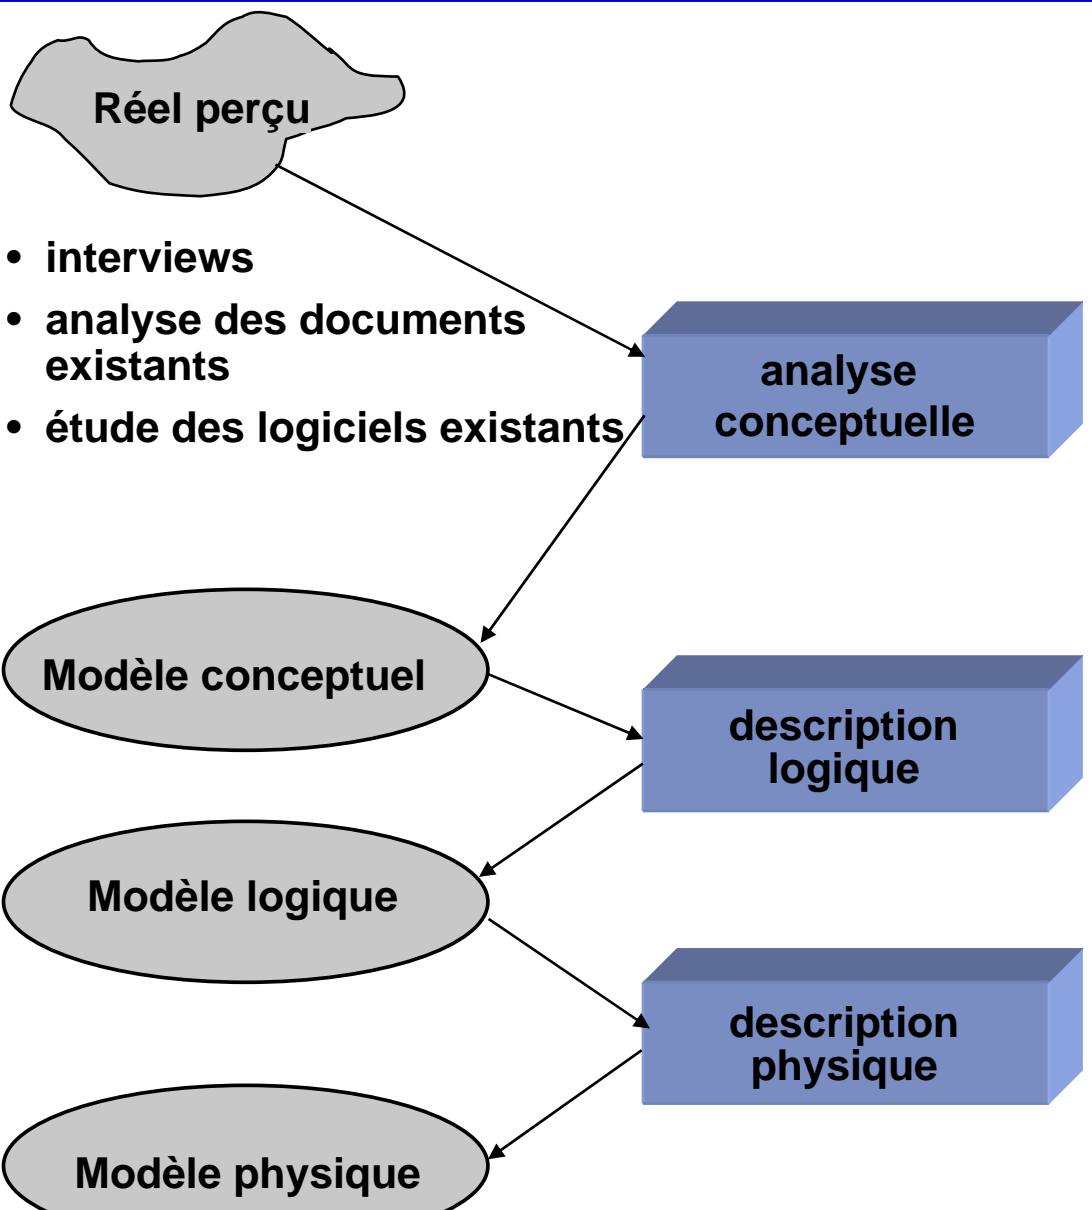 Réel perçu
• interviews
• analyse des documents
existants
• étude des logiciels existants
analyse
conceptuelle
Modèle conceptuel
description
logique
Modèle logique
description
physique
Modèle physique